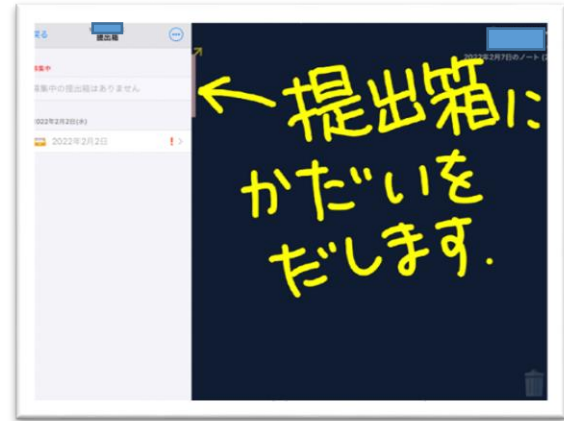 戻る
提出箱
2022年2月7日のノート (2
募集中
募集中の提出箱はありません
2022年2月2日(水)
2022年2月2日 ! >
←提出箱に
かだいを
だします.